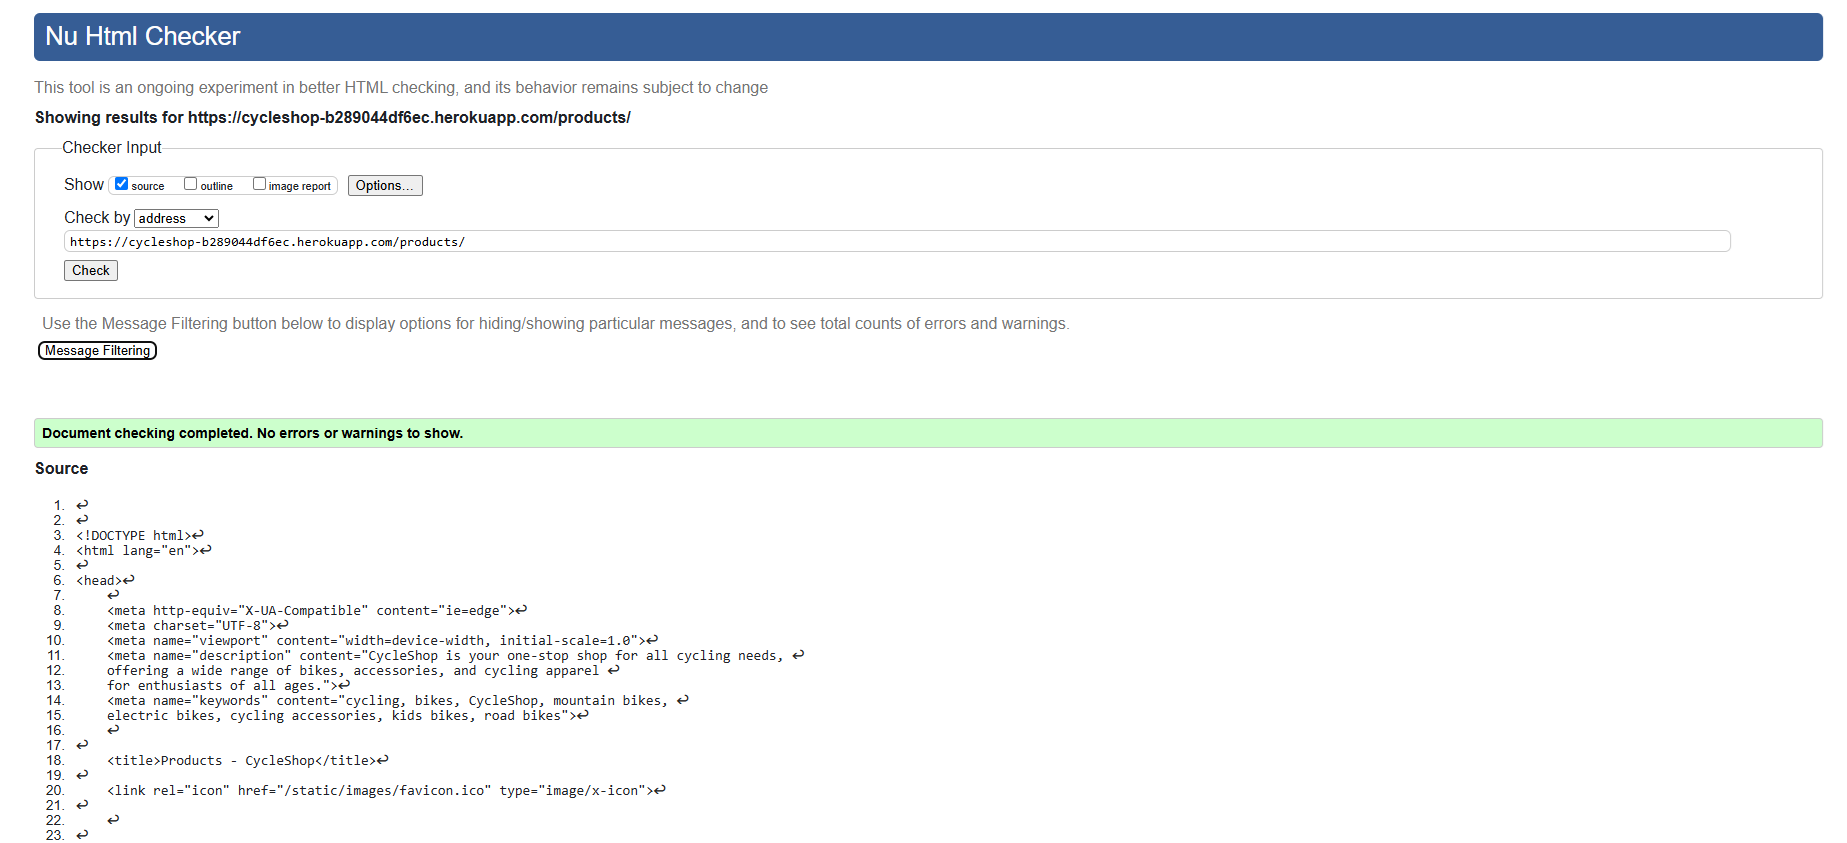 Nu Html Checker
This tool is an ongoing experiment in better HTML checking, and its behavior remains subject to change
Showing results for https://cycleshop-b289044df6ec.herokuapp.com/products/
Checker Input
Show source outline image report Options...
Check by address
https://cycleshop-b289044df6ec.herokuapp.com/products/
Check
Use the Message Filtering button below to display options for hiding/showing particular messages, and to see total counts of errors and warnings.
Message Filtering
Document checking completed. No errors or warnings to show.
Source
1. ↩
2. ↩
3. <!DOCTYPE html>↩
4. <html lang="en">↩
5. ↩
6. <head>↩
7. ↩
8. <meta http-equiv="X-UA-Compatible" content="ie=edge">↩
9. <meta charset="UTF-8">↩
10. <meta name="viewport" content="width=device-width, initial-scale=1.0">↩
11. <meta name="description" content="CycleShop is your one-stop shop for all cycling needs, ↩
12. offering a wide range of bikes, accessories, and cycling apparel ↩
13. for enthusiasts of all ages.">↩
14. <meta name="keywords" content="cycling, bikes, CycleShop, mountain bikes, ↩
15. electric bikes, cycling accessories, kids bikes, road bikes">↩
16. ↩
17. ↩
18. <title>Products - CycleShop</title>↩
19. ↩
20. <link rel="icon" href="/static/images/favicon.ico" type="image/x-icon">↩
21. ↩
22. ↩
23. ↩